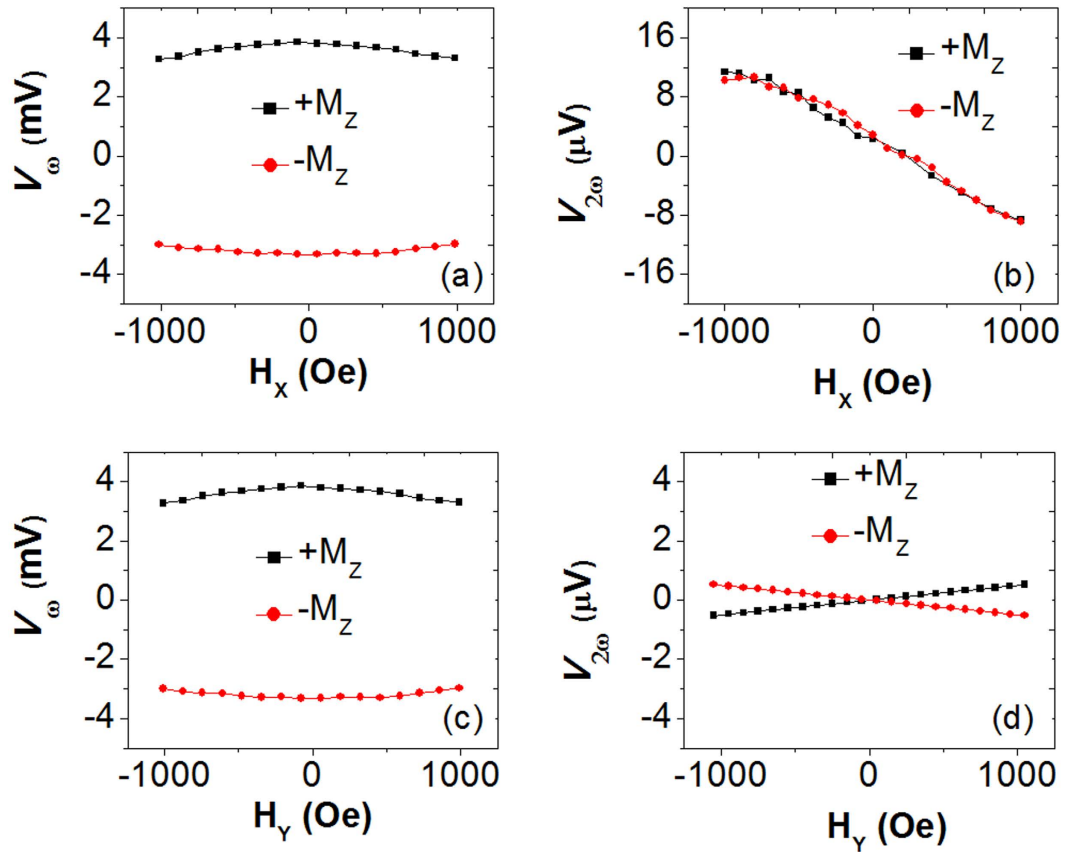 4
2
0
-2
-4
V_ω (mV)
+M_Z
-M_Z
(a)
-1000 0 1000
H_X (Oe)
16
8
0
-8
-16
V_2ω (μV)
+M_Z
-M_Z
(b)
-1000 0 1000
H_X (Oe)
4
2
0
-2
-4
V_ω (mV)
+M_Z
-M_Z
(c)
-1000 0 1000
H_Y (Oe)
4
2
0
-2
-4
V_2ω (μV)
+M_Z
-M_Z
(d)
-1000 0 1000
H_Y (Oe)